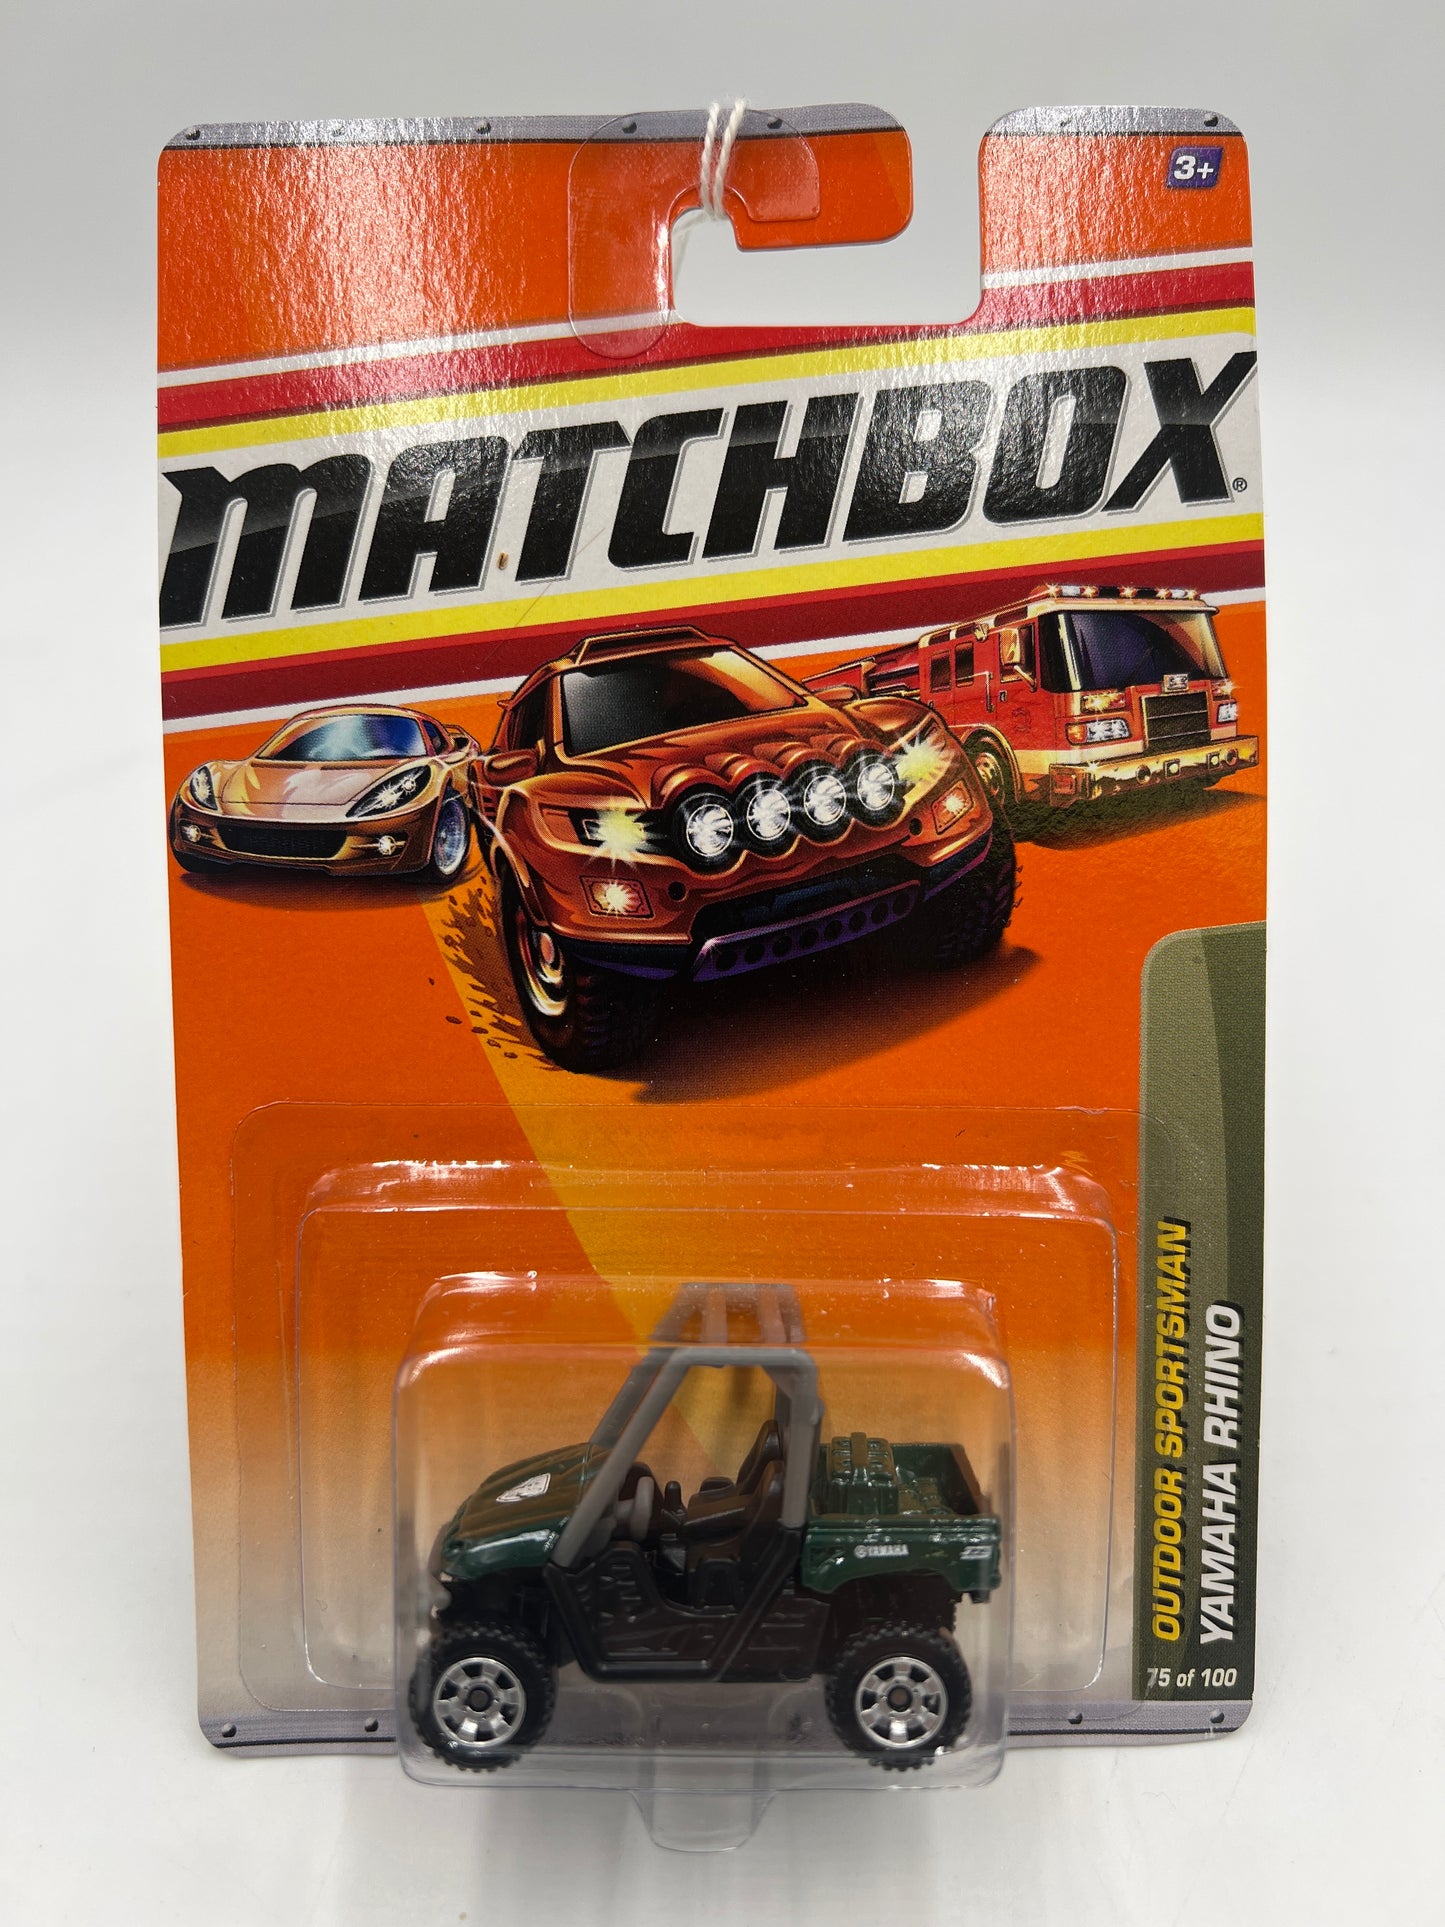 3+
MATCHBOX®
OUTDOOR SPORTSMAN
YAMAHA RHINO
75 of 100
YAMAHA